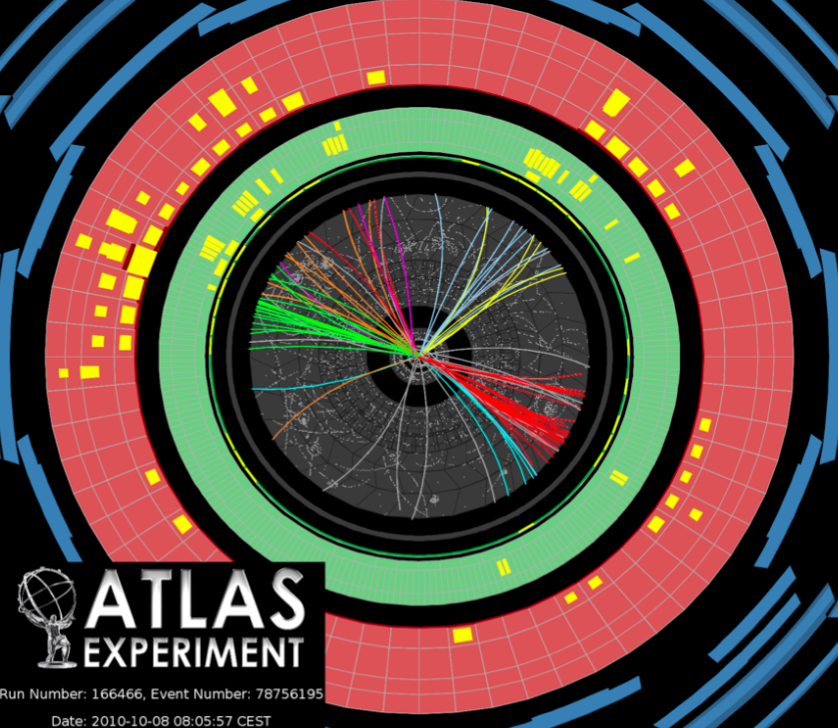 ATLAS
EXPERIMENT
Run Number: 166466, Event Number: 78756195
Date: 2010-10-08 08:05:57 CEST